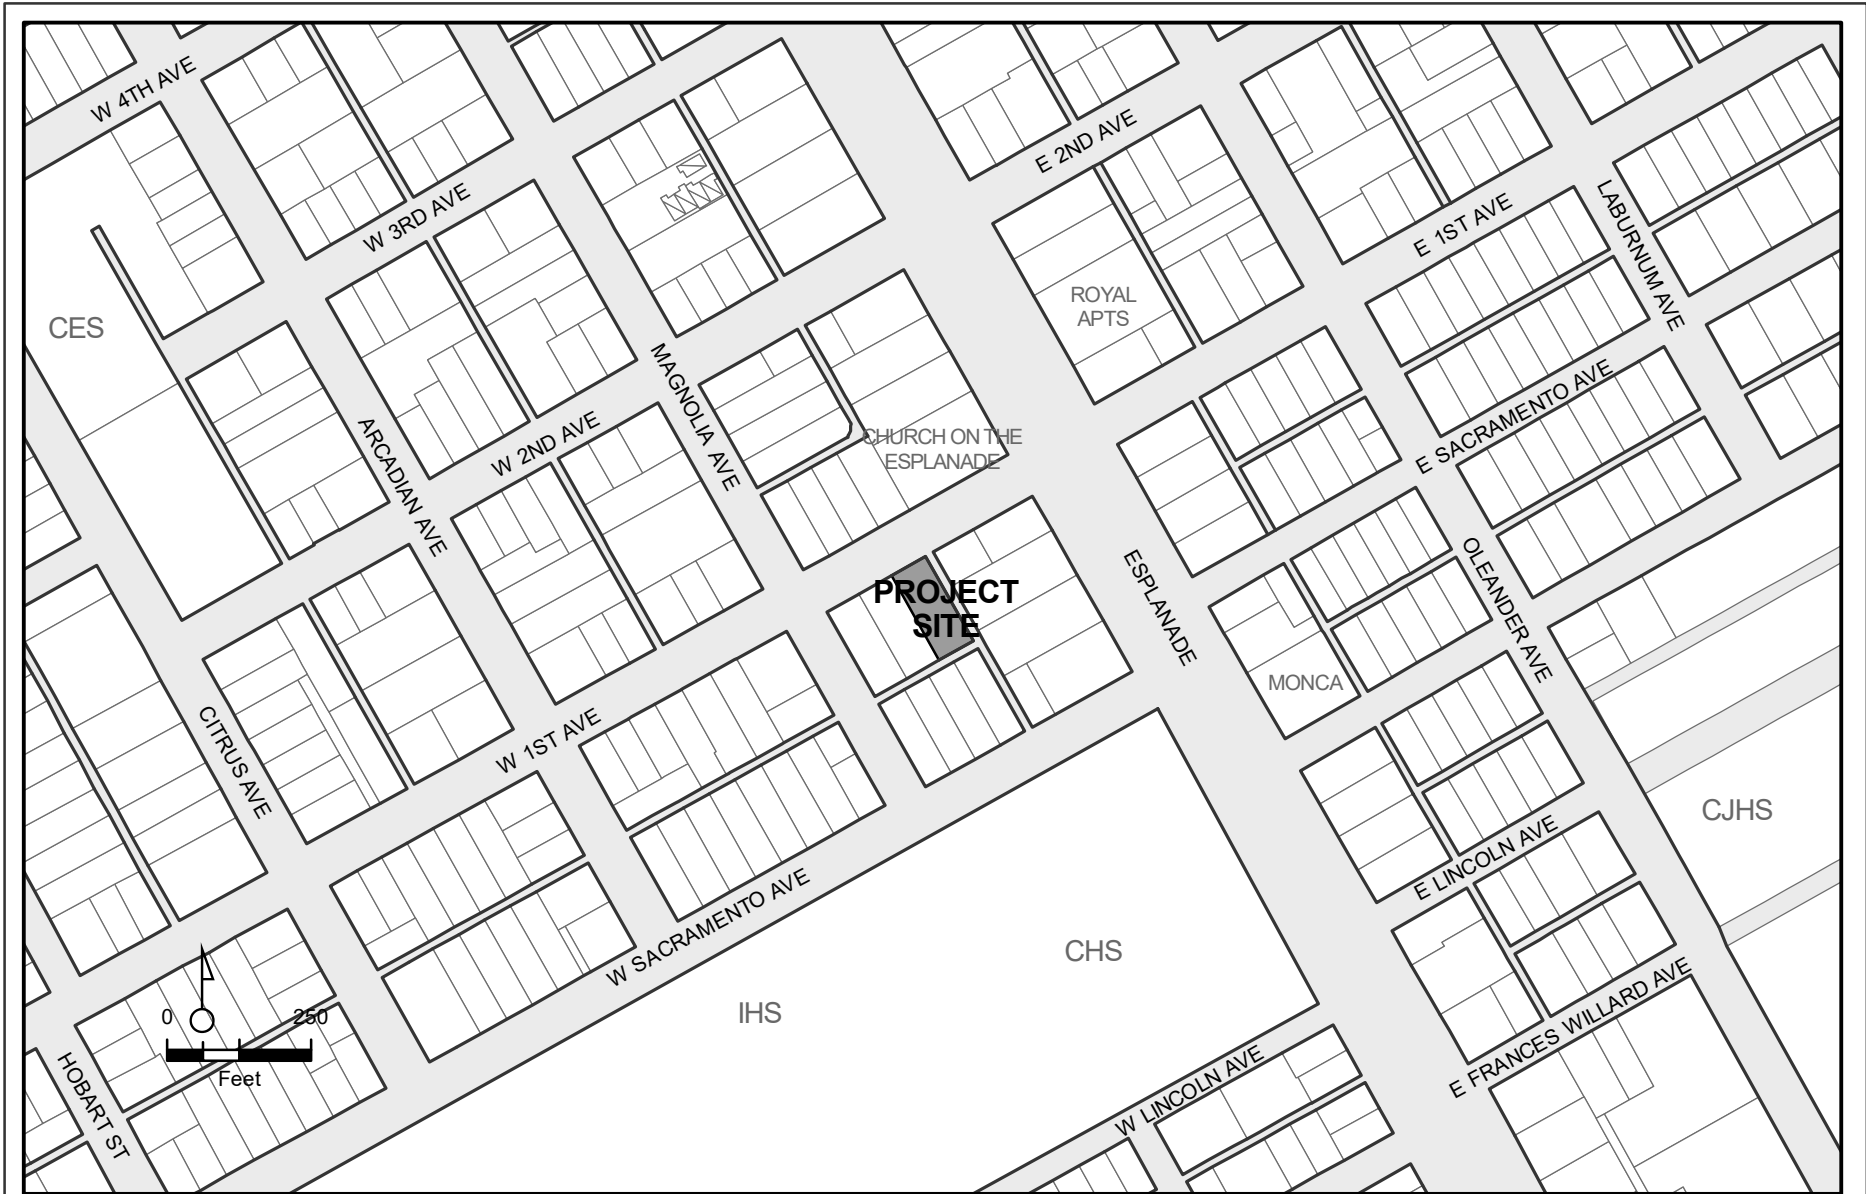 W 4TH AVE
E 2ND AVE
W 3RD AVE
E 1ST AVE
LABURNUM AVE
CES
ROYAL
APTS
MAGNOLIA AVE
E SACRAMENTO AVE
ARCADIAN AVE
W 2ND AVE
CHURCH ON THE
ESPLANADE
PROJECT
SITE
ESPLANADE
OLEANDER AVE
MONCA
CITRUS AVE
W 1ST AVE
CJHS
E LINCOLN AVE
W SACRAMENTO AVE
CHS
IHS
E FRANCES WILLARD AVE
0 250
Feet
HOBART ST
W LINCOLN AVE